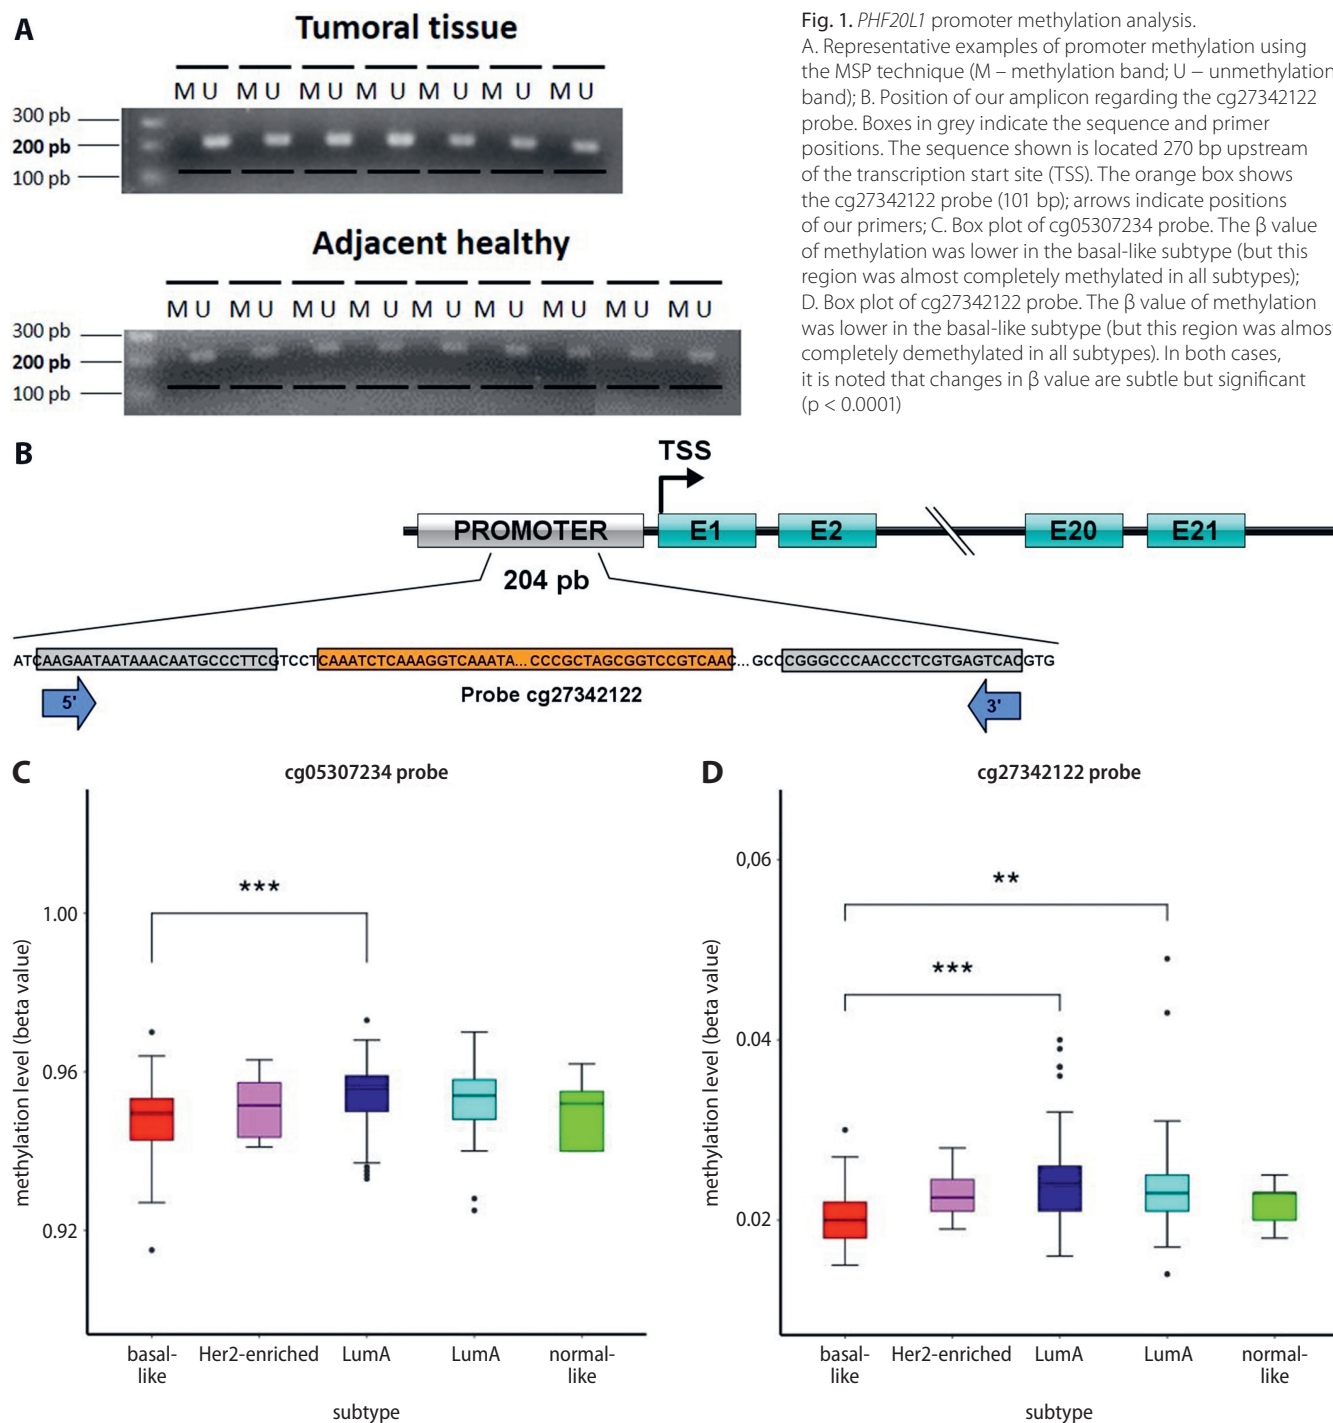 A
Tumoral tissue
M U M U M U M U M U M U M U
300 pb
200 pb
100 pb
Adjacent healthy
M U M U M U M U M U M U M U M U M U
300 pb
200 pb
100 pb
Fig. 1. PHF20L1 promoter methylation analysis.
A. Representative examples of promoter methylation using
the MSP technique (M – methylation band; U – unmethylation
band); B. Position of our amplicon regarding the cg27342122
probe. Boxes in grey indicate the sequence and primer
positions. The sequence shown is located 270 bp upstream
of the transcription start site (TSS). The orange box shows
the cg27342122 probe (101 bp); arrows indicate positions
of our primers; C. Box plot of cg05307234 probe. The β value
of methylation was lower in the basal-like subtype (but this
region was almost completely methylated in all subtypes);
D. Box plot of cg27342122 probe. The β value of methylation
was lower in the basal-like subtype (but this region was almost
completely demethylated in all subtypes). In both cases,
it is noted that changes in β value are subtle but significant
(p < 0.0001)
B
TSS
PROMOTER E1 E2 E20 E21
204 pb
ATCAAGAATAATAAACAATGCCCTTCGTCCTCAAATCTCAAAGGTCAAATA...CCCGCTAGCGGTCCGTCAAC...GCCCGGGCCCAACCCTCGTGAGTCACGTG
5'
Probe cg27342122
3'
C
cg05307234 probe
***
1.00
0.96
0.92
methylation level (beta value)
basal-like
Her2-enriched
LumA
LumA
normal-like
subtype
D
cg27342122 probe
**
***
0,06
0.04
0.02
methylation level (beta value)
basal-like
Her2-enriched
LumA
LumA
normal-like
subtype